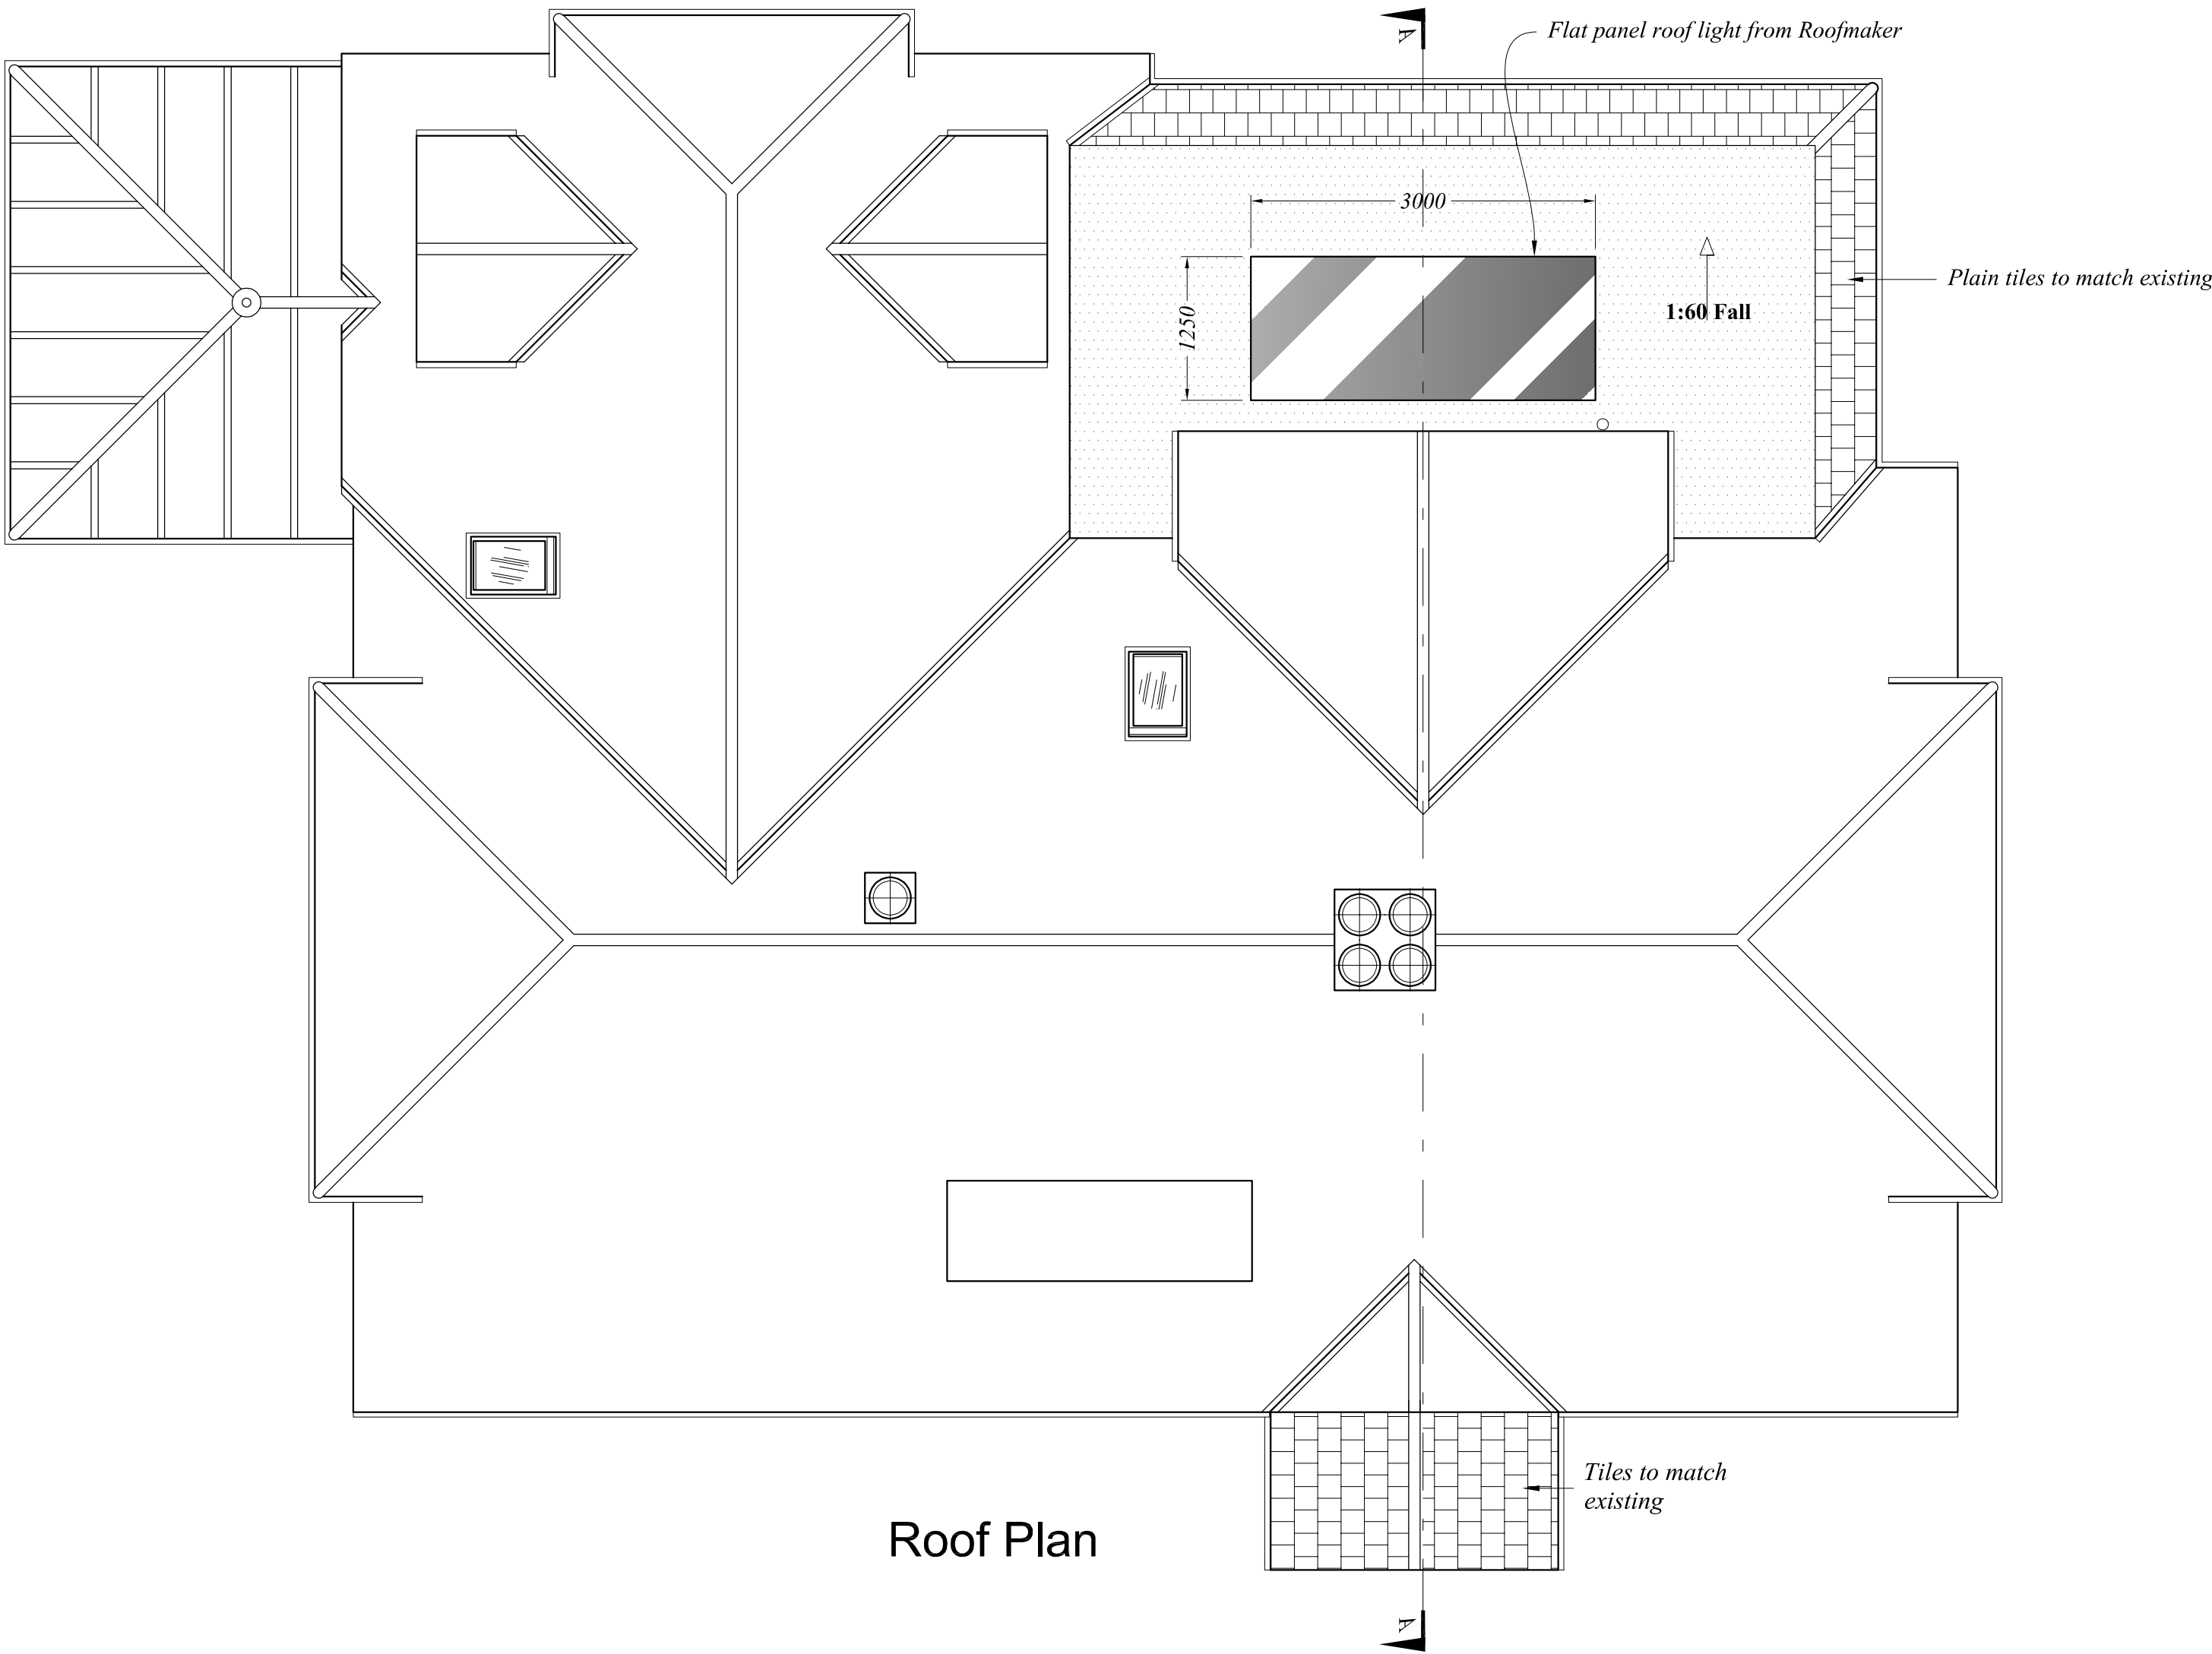 A
Flat panel roof light from Roofmaker
3000
Plain tiles to match existing
1:60 Fall
1250
Tiles to match
existing
Roof Plan
A